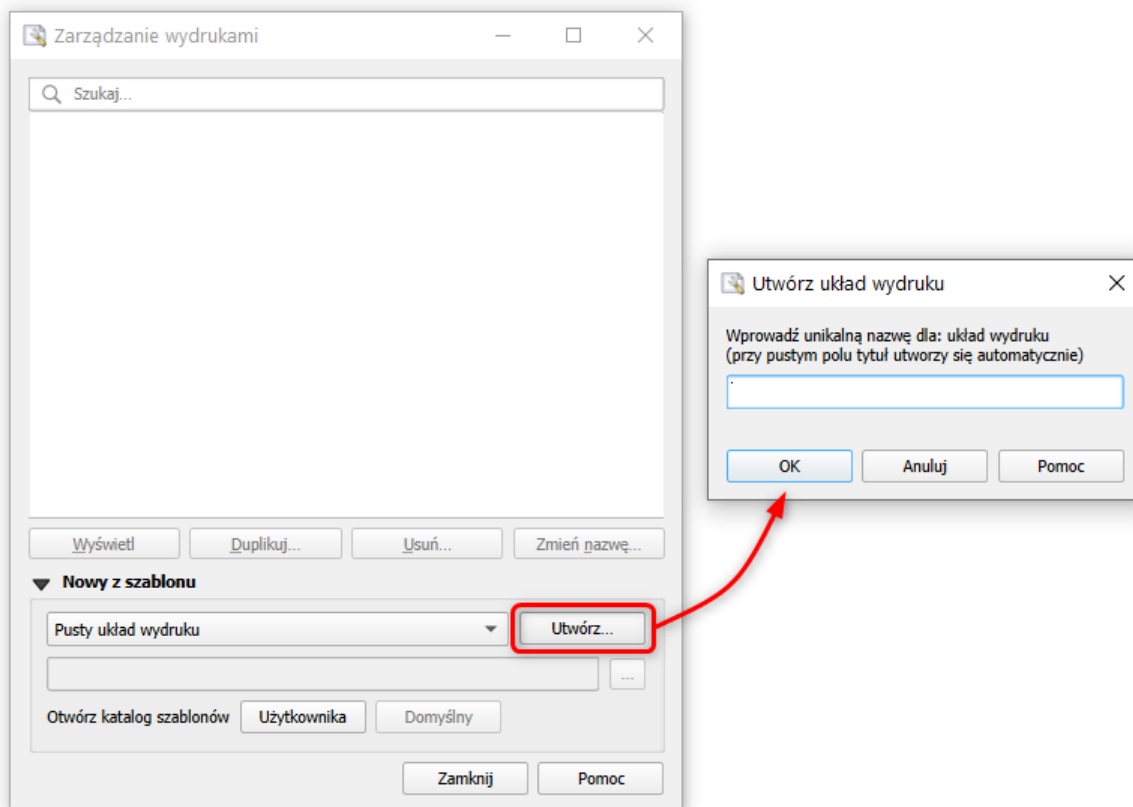 Zarządzanie wydrukami
Szukaj...
Wyświetl
Duplikuj...
Usuń...
Zmień nazwę...
Nowy z szablonu
Pusty układ wydruku
Utwórz...
...
Otwórz katalog szablonów
Użytkownika
Domyślny
Zamknij
Pomoc
Utwórz układ wydruku
Wprowadź unikalną nazwę dla: układ wydruku
(przy pustym polu tytuł utworzy się automatycznie)
OK
Anuluj
Pomoc